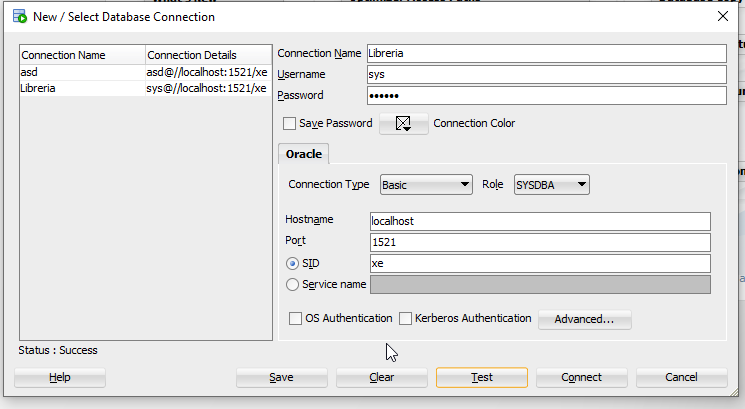 New / Select Database Connection
Connection Name Connection Details
asd asd@//localhost:1521/xe
Libreria sys@//localhost:1521/xe
Connection Name Libreria
Username sys
Password ••••••
Save Password Connection Color
Oracle
Connection Type Basic Role SYSDBA
Hostname localhost
Port 1521
SID xe
Service name
OS Authentication Kerberos Authentication Advanced...
Status : Success
Help Save Clear Test Connect Cancel